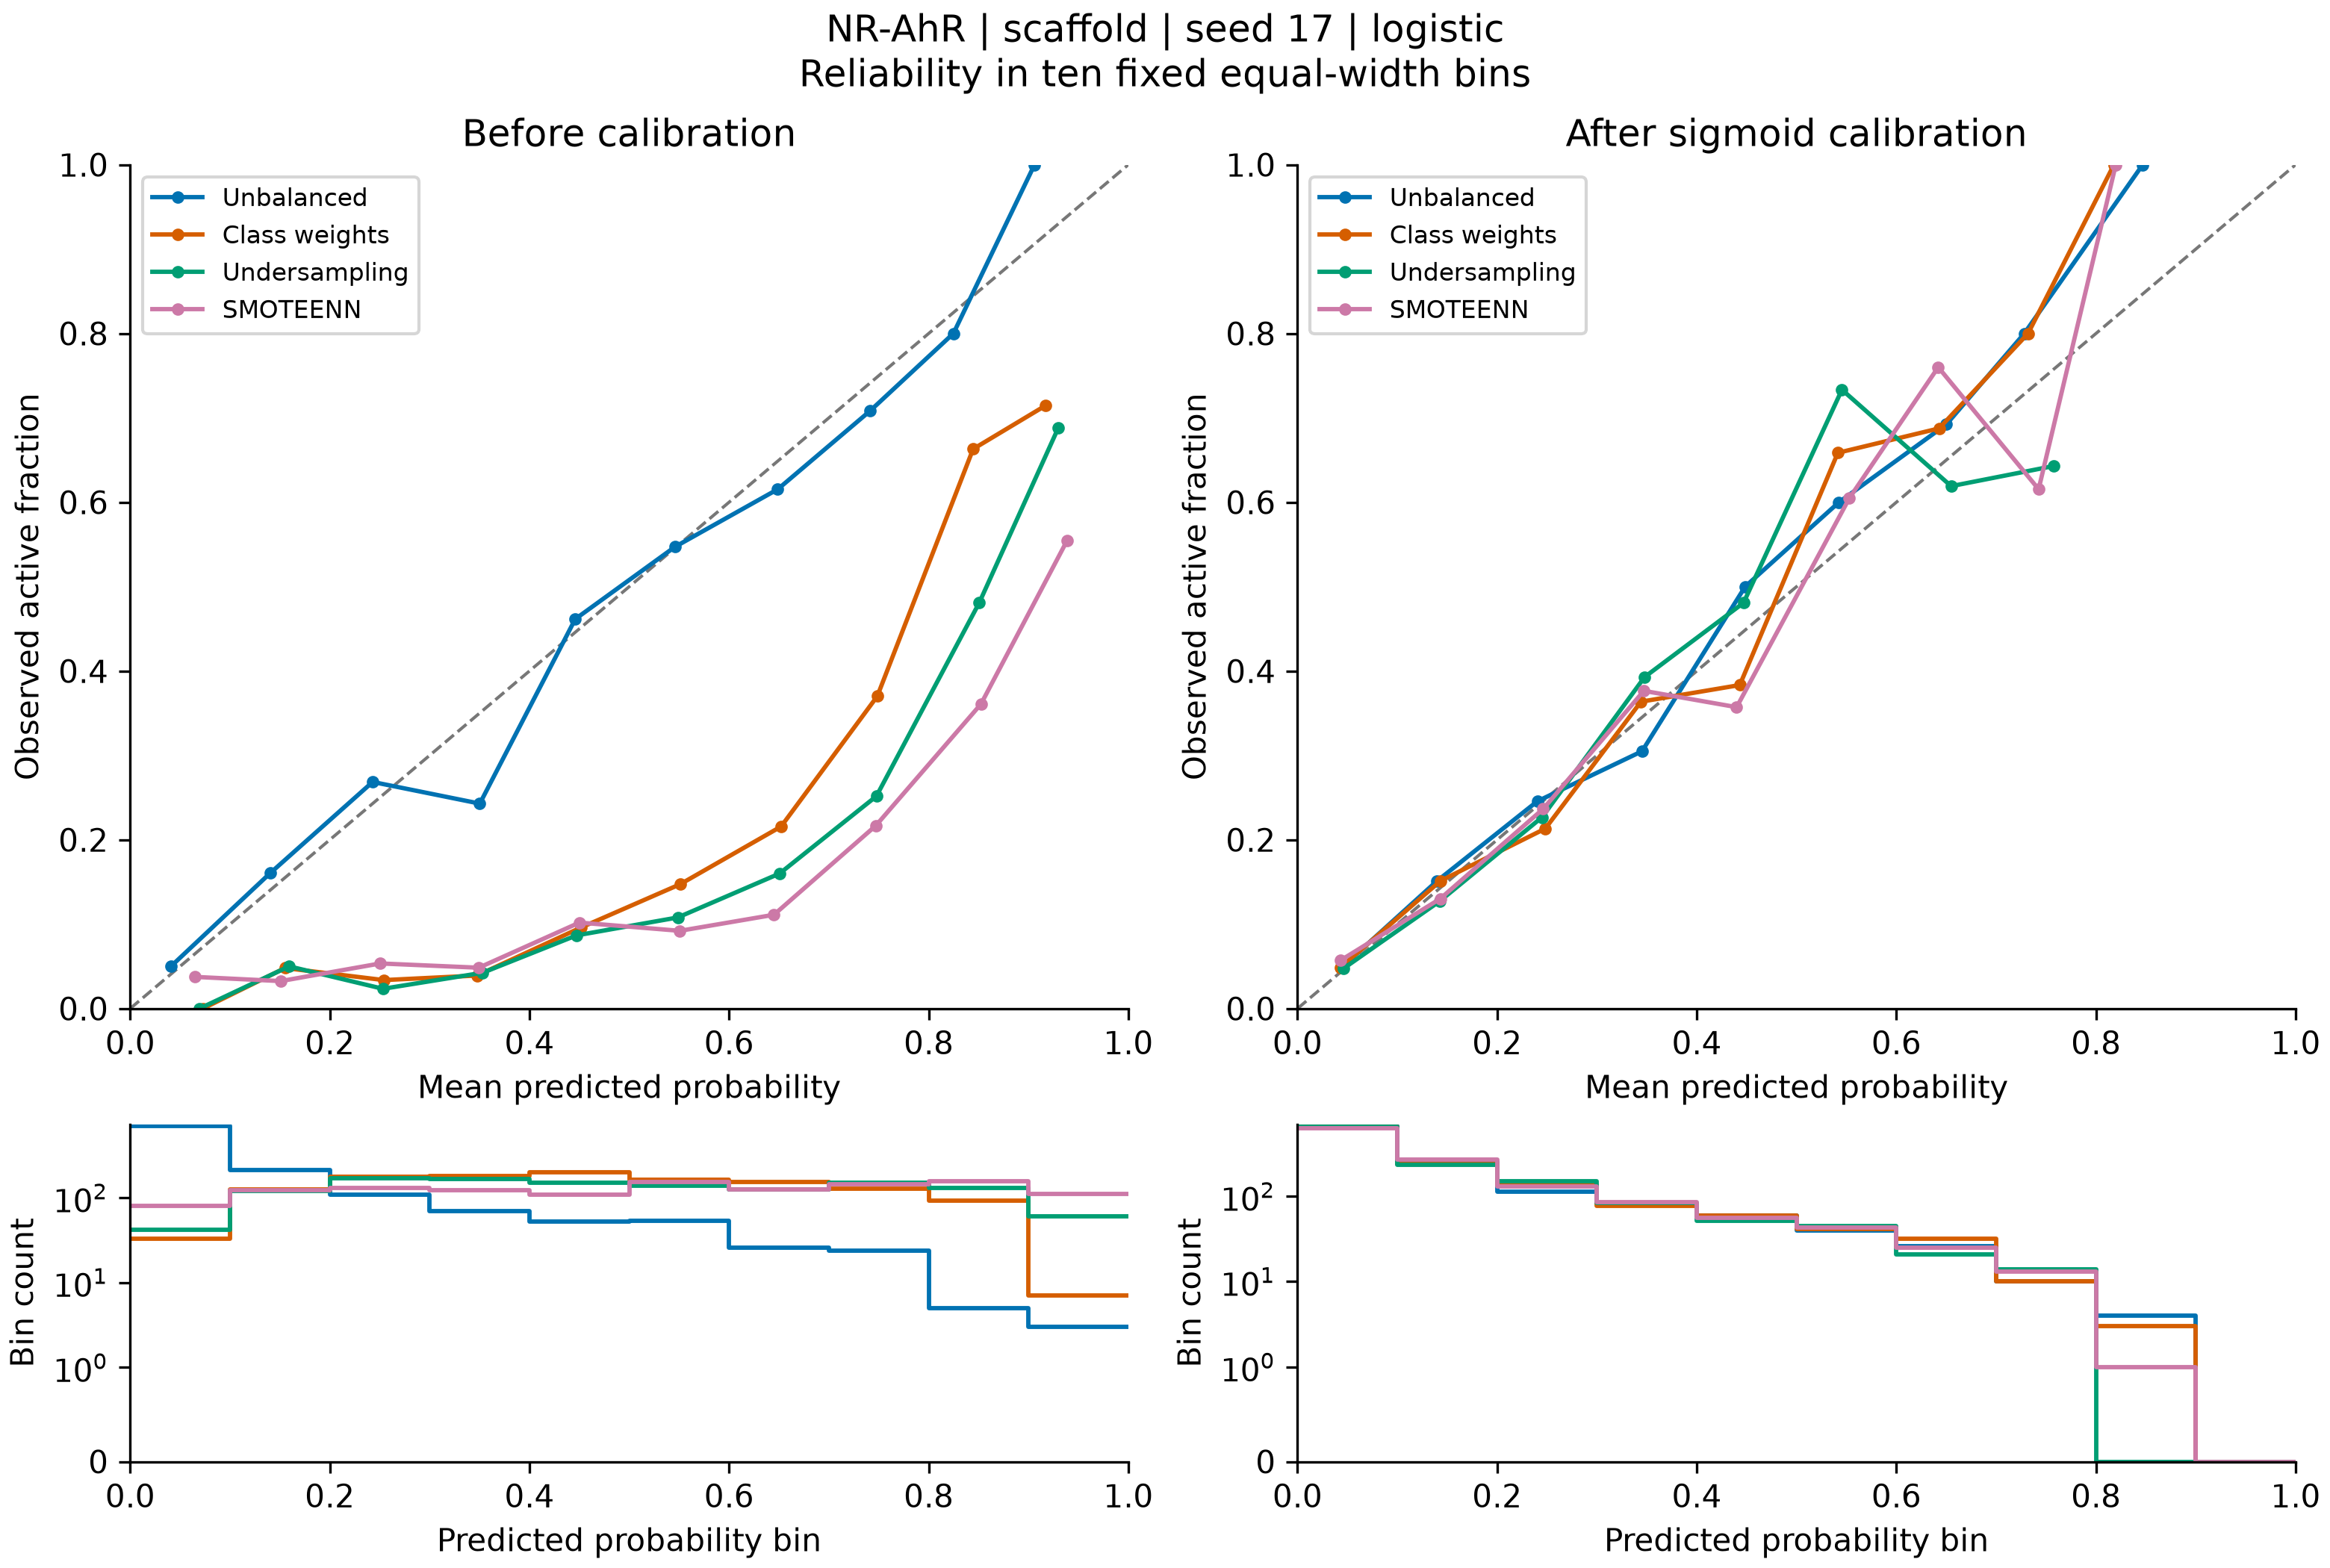 NR-AhR | scaffold | seed 17 | logistic
Reliability in ten fixed equal-width bins
Before calibration
1.0
0.8
0.6
0.4
0.2
0.0
Observed active fraction
Unbalanced
Class weights
Undersampling
SMOTEENN
0.0 0.2 0.4 0.6 0.8 1.0
Mean predicted probability
After sigmoid calibration
1.0
0.8
0.6
0.4
0.2
0.0
Observed active fraction
Unbalanced
Class weights
Undersampling
SMOTEENN
0.0 0.2 0.4 0.6 0.8 1.0
Mean predicted probability
10²
10¹
10⁰
0
Bin count
0.0 0.2 0.4 0.6 0.8 1.0
Predicted probability bin
10²
10¹
10⁰
0
Bin count
0.0 0.2 0.4 0.6 0.8 1.0
Predicted probability bin